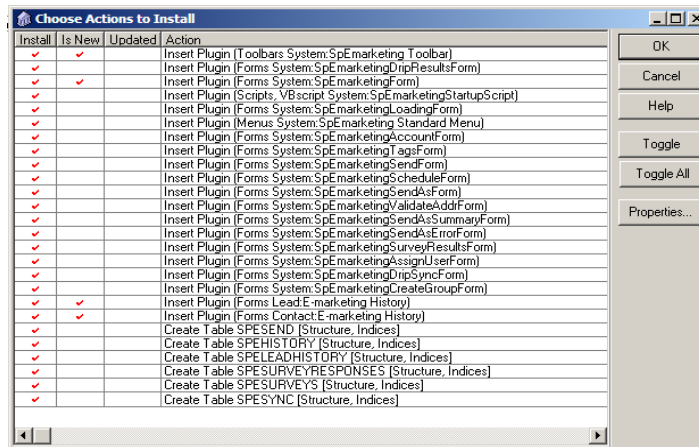 Choose Actions to Install
Install Is New Updated Action
Insert Plugin (Toolbars System:SpEmarketing Toolbar)
Insert Plugin (Forms System:SpEmarketingDripResultsForm)
Insert Plugin (Forms System:SpEmarketingForm)
Insert Plugin (Scripts, VBscript System:SpEmarketingStartupScript)
Insert Plugin (Forms System:SpEmarketingLoadingForm)
Insert Plugin (Menus System:SpEmarketing Standard Menu)
Insert Plugin (Forms System:SpEmarketingAccountForm)
Insert Plugin (Forms System:SpEmarketingTagsForm)
Insert Plugin (Forms System:SpEmarketingSendForm)
Insert Plugin (Forms System:SpEmarketingScheduleForm)
Insert Plugin (Forms System:SpEmarketingSendAsForm)
Insert Plugin (Forms System:SpEmarketingValidateAddrForm)
Insert Plugin (Forms System:SpEmarketingSendAsSummaryForm)
Insert Plugin (Forms System:SpEmarketingSendAsErrorForm)
Insert Plugin (Forms System:SpEmarketingSurveyResultsForm)
Insert Plugin (Forms System:SpEmarketingAssignUserForm)
Insert Plugin (Forms System:SpEmarketingDripSyncForm)
Insert Plugin (Forms System:SpEmarketingCreateGroupForm)
Insert Plugin (Forms Lead:E-marketing History)
Insert Plugin (Forms Contact:E-marketing History)
Create Table SPESEND [Structure, Indices]
Create Table SPEHISTORY [Structure, Indices]
Create Table SPELEADHISTORY [Structure, Indices]
Create Table SPESURVEYRESPONSES [Structure, Indices]
Create Table SPESURVEYS [Structure, Indices]
Create Table SPESYNC [Structure, Indices]
OK
Cancel
Help
Toggle
Toggle All
Properties...